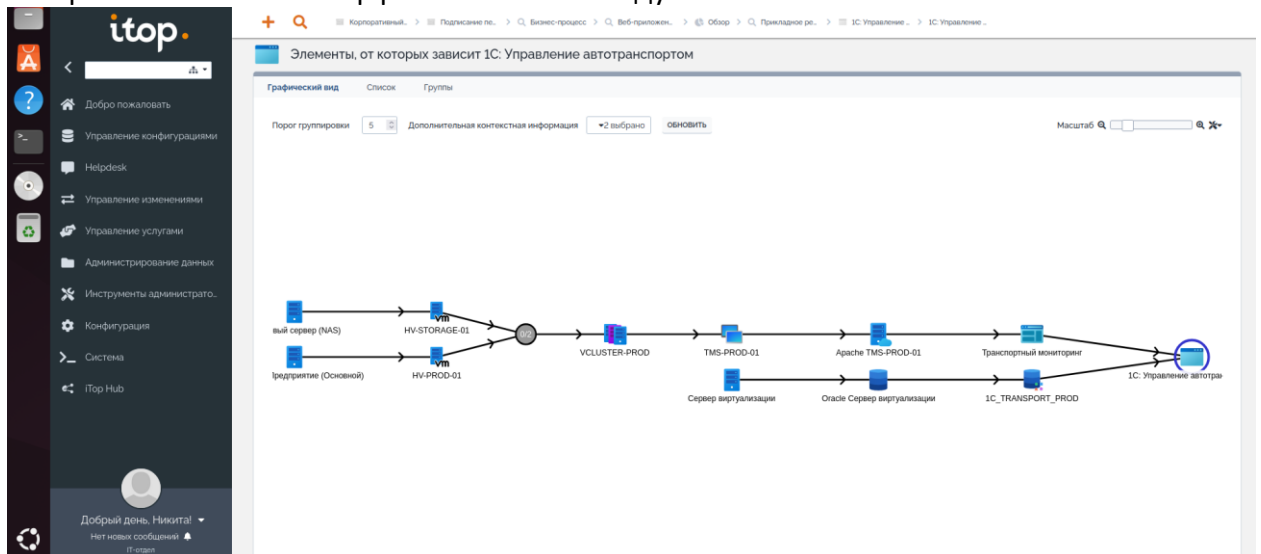 itop.
Корпоративный.. > Подписание пе.. > Бизнес-процесс > Веб-приложен.. > Обзор > Прикладное ре.. > 1С: Управление .. > 1С: Управление ..
Элементы, от которых зависит 1С: Управление автотранспортом
Графический вид Список Группы
Порог группировки 5 Дополнительная контекстная информация 2 выбрано ОБНОВИТЬ Масштаб
Добро пожаловать
Управление конфигурациями
Helpdesk
Управление изменениями
Управление услугами
Администрирование данных
Инструменты администрато..
Конфигурация
Система
iTop Hub
вый сервер (NAS) HV-STORAGE-01 0/2 VCLUSTER-PROD TMS-PROD-01 Apache TMS-PROD-01 Транспортный мониторинг
vm
vm
Іредприятие (Основной) HV-PROD-01 1С: Управление автотран
Сервер виртуализации Oracle Сервер виртуализации 1C_TRANSPORT_PROD
Добрый день, Никита!
Нет новых сообщений
IT-отдел